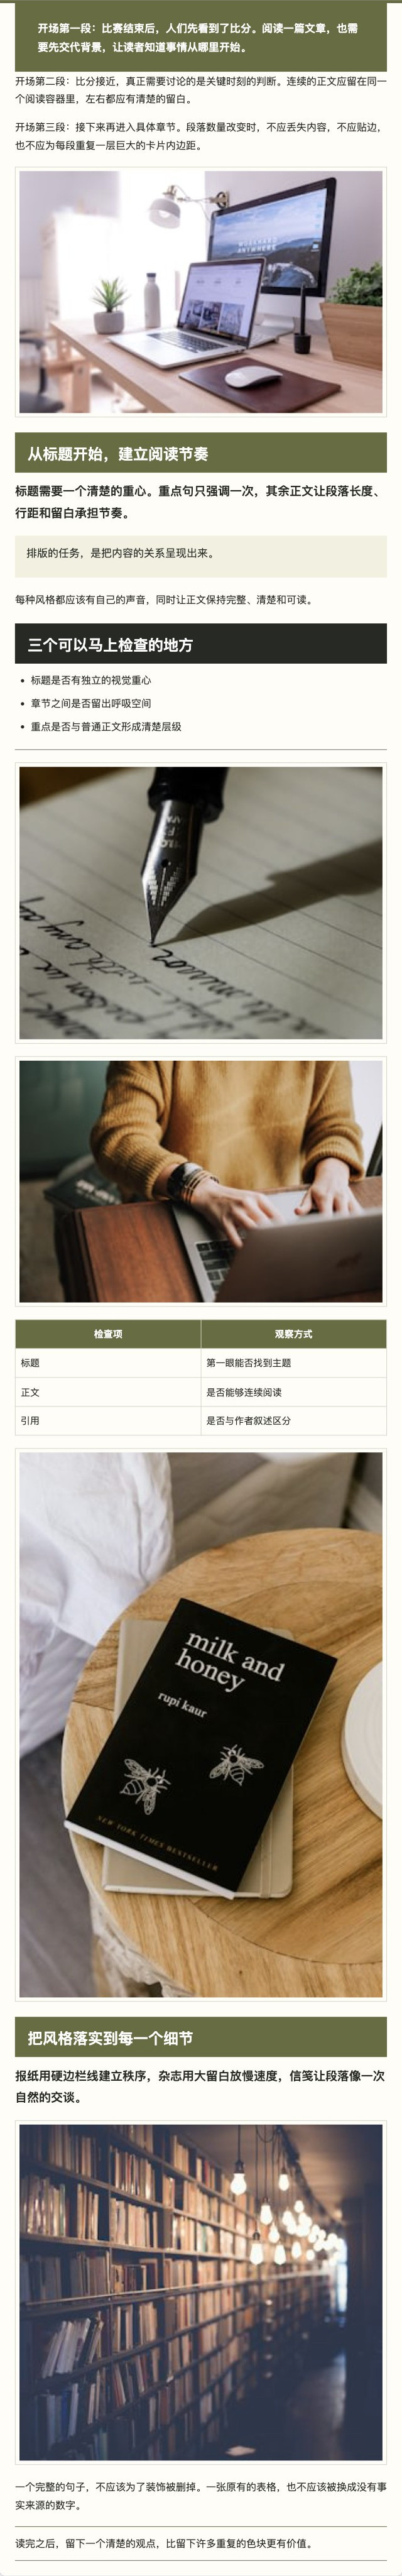 开场第一段：比赛结束后，人们先看到了比分。阅读一篇文章，也需
要先交代背景，让读者知道事情从哪里开始。
开场第二段：比分接近，真正需要讨论的是关键时刻的判断。连续的正文应留在同一
个阅读容器里，左右都应有清楚的留白。
开场第三段：接下来再进入具体章节。段落数量改变时，不应丢失内容，不应贴边，
也不应为每段重复一层巨大的卡片内边距。
从标题开始，建立阅读节奏
标题需要一个清楚的重心。重点句只强调一次，其余正文让段落长度、
行距和留白承担节奏。
排版的任务，是把内容的关系呈现出来。
每种风格都应该有自己的声音，同时让正文保持完整、清楚和可读。
三个可以马上检查的地方
• 标题是否有独立的视觉重心
• 章节之间是否留出呼吸空间
• 重点是否与普通正文形成清楚层级
检查项 观察方式
标题 第一眼能否找到主题
正文 是否能够连续阅读
引用 是否与作者叙述区分
milk and
honey
rupi kaur
NEW YORK TIMES BESTSELLER
把风格落实到每一个细节
报纸用硬边栏线建立秩序，杂志用大留白放慢速度，信笺让段落像一次
自然的交谈。
一个完整的句子，不应该为了装饰被删掉。一张原有的表格，也不应该被换成没有事
实来源的数字。
读完之后，留下一个清楚的观点，比留下许多重复的色块更有价值。